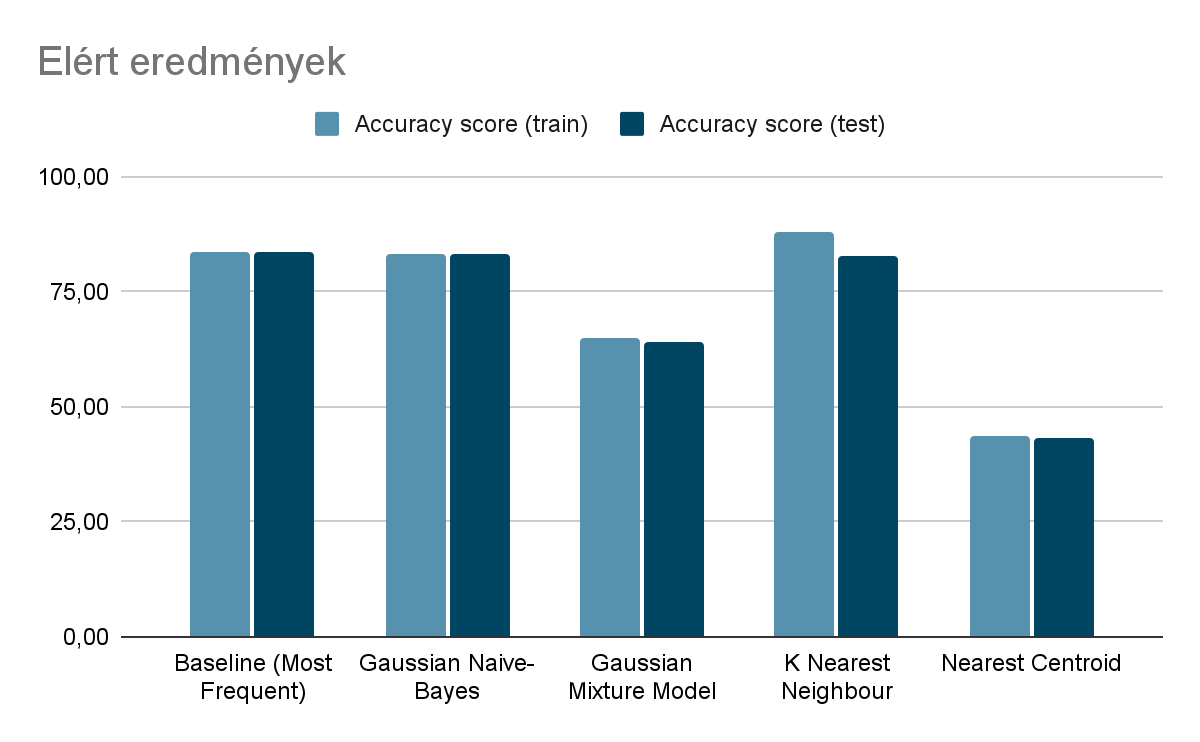 Elért eredmények
Accuracy score (train)
Accuracy score (test)
100,00
75,00
50,00
25,00
0,00
Baseline (Most
Frequent)
Gaussian Naive-
Bayes
Gaussian
Mixture Model
K Nearest
Neighbour
Nearest Centroid